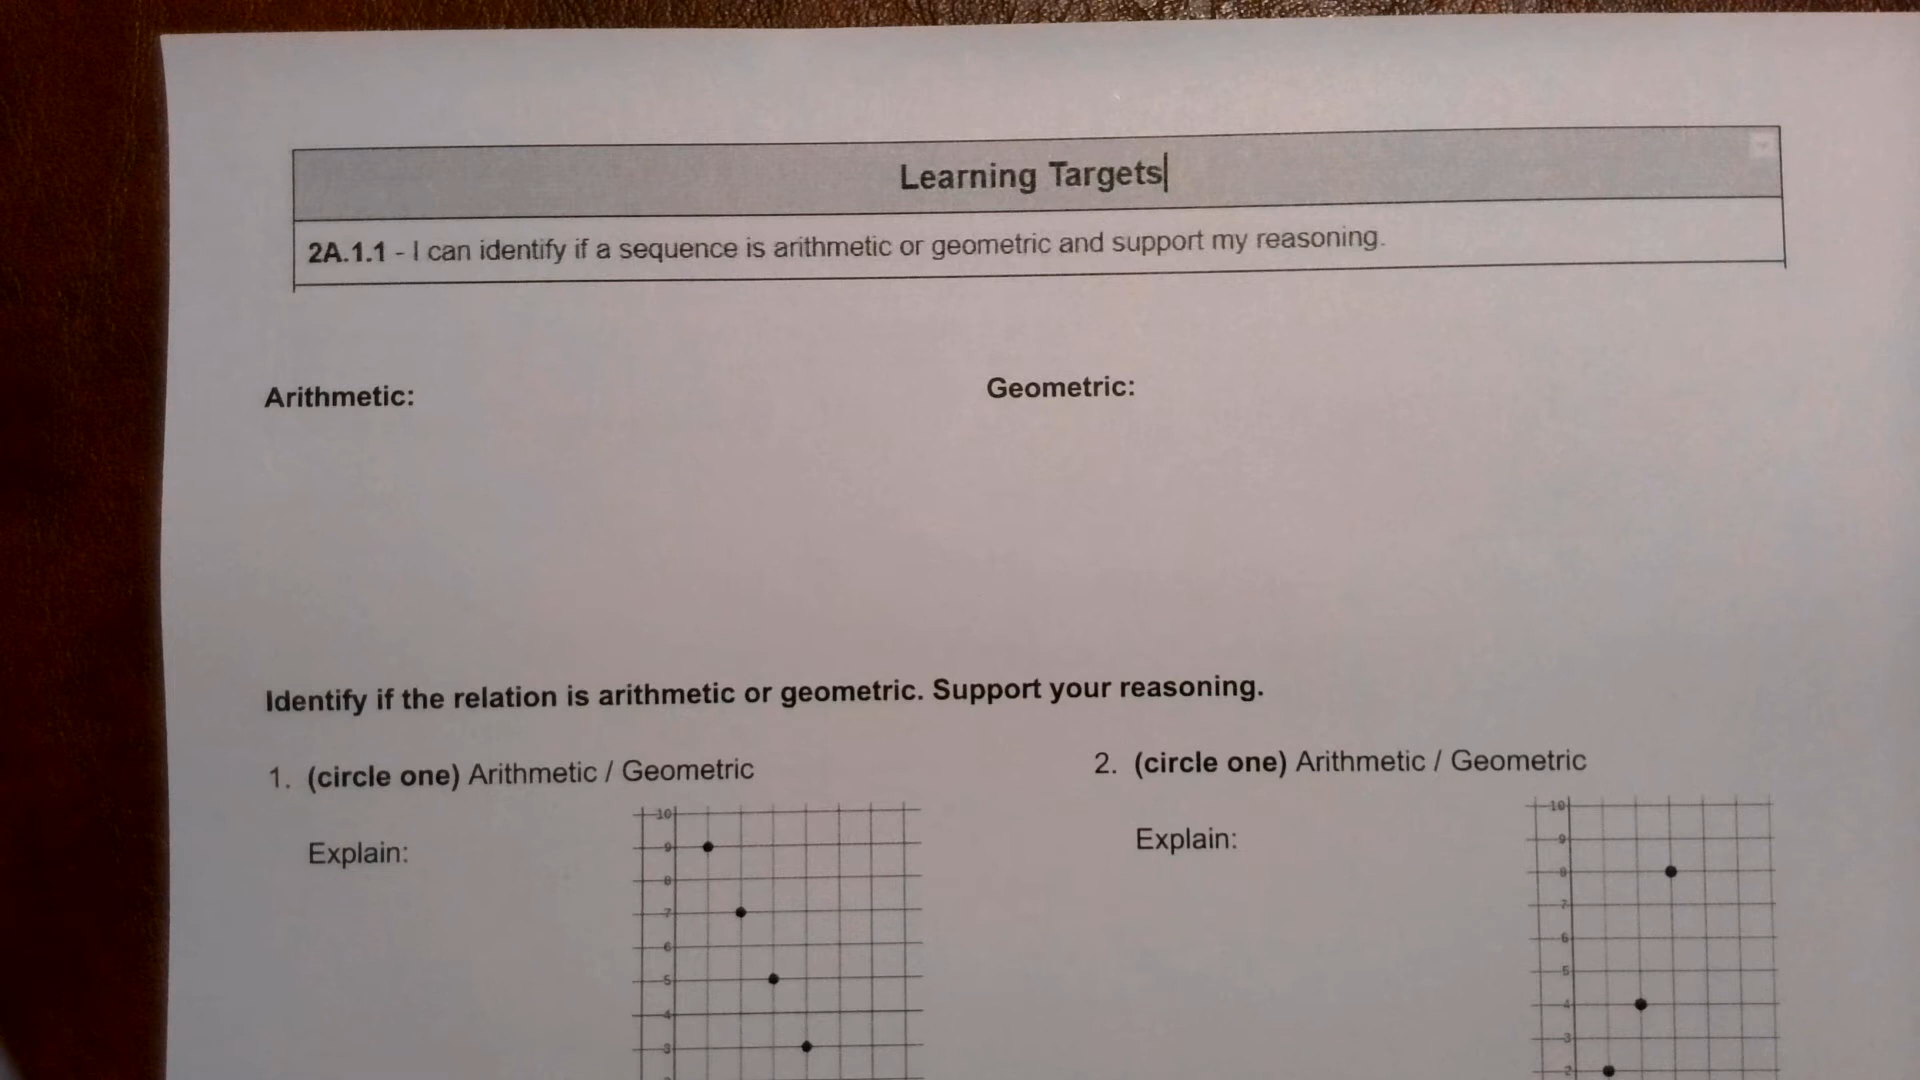 Learning Targets
2A.1.1 - I can identify if a sequence is arithmetic or geometric and support my reasoning.
Arithmetic:
Geometric:
Identify if the relation is arithmetic or geometric. Support your reasoning.
1. (circle one) Arithmetic / Geometric
Explain:
10
9
8
7
6
5
4
3
2. (circle one) Arithmetic / Geometric
Explain:
10
9
8
7
6
5
4
3
2